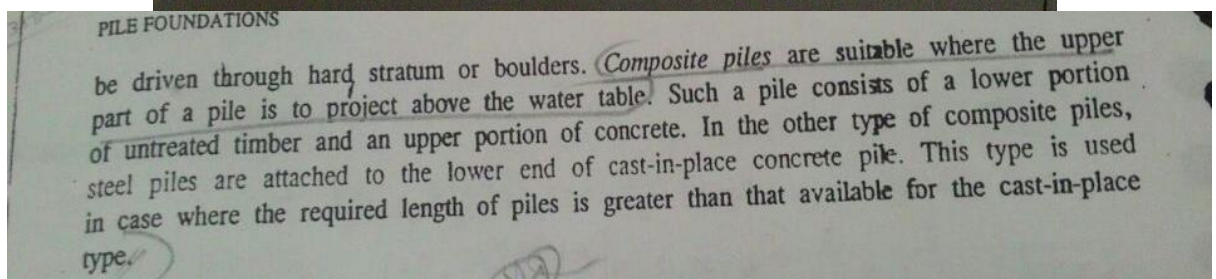 PILE FOUNDATIONS
be driven through hard stratum or boulders. Composite piles are suitable where the upper
part of a pile is to project above the water table. Such a pile consists of a lower portion
of untreated timber and an upper portion of concrete. In the other type of composite piles,
steel piles are attached to the lower end of cast-in-place concrete pile. This type is used
in case where the required length of piles is greater than that available for the cast-in-place
type.